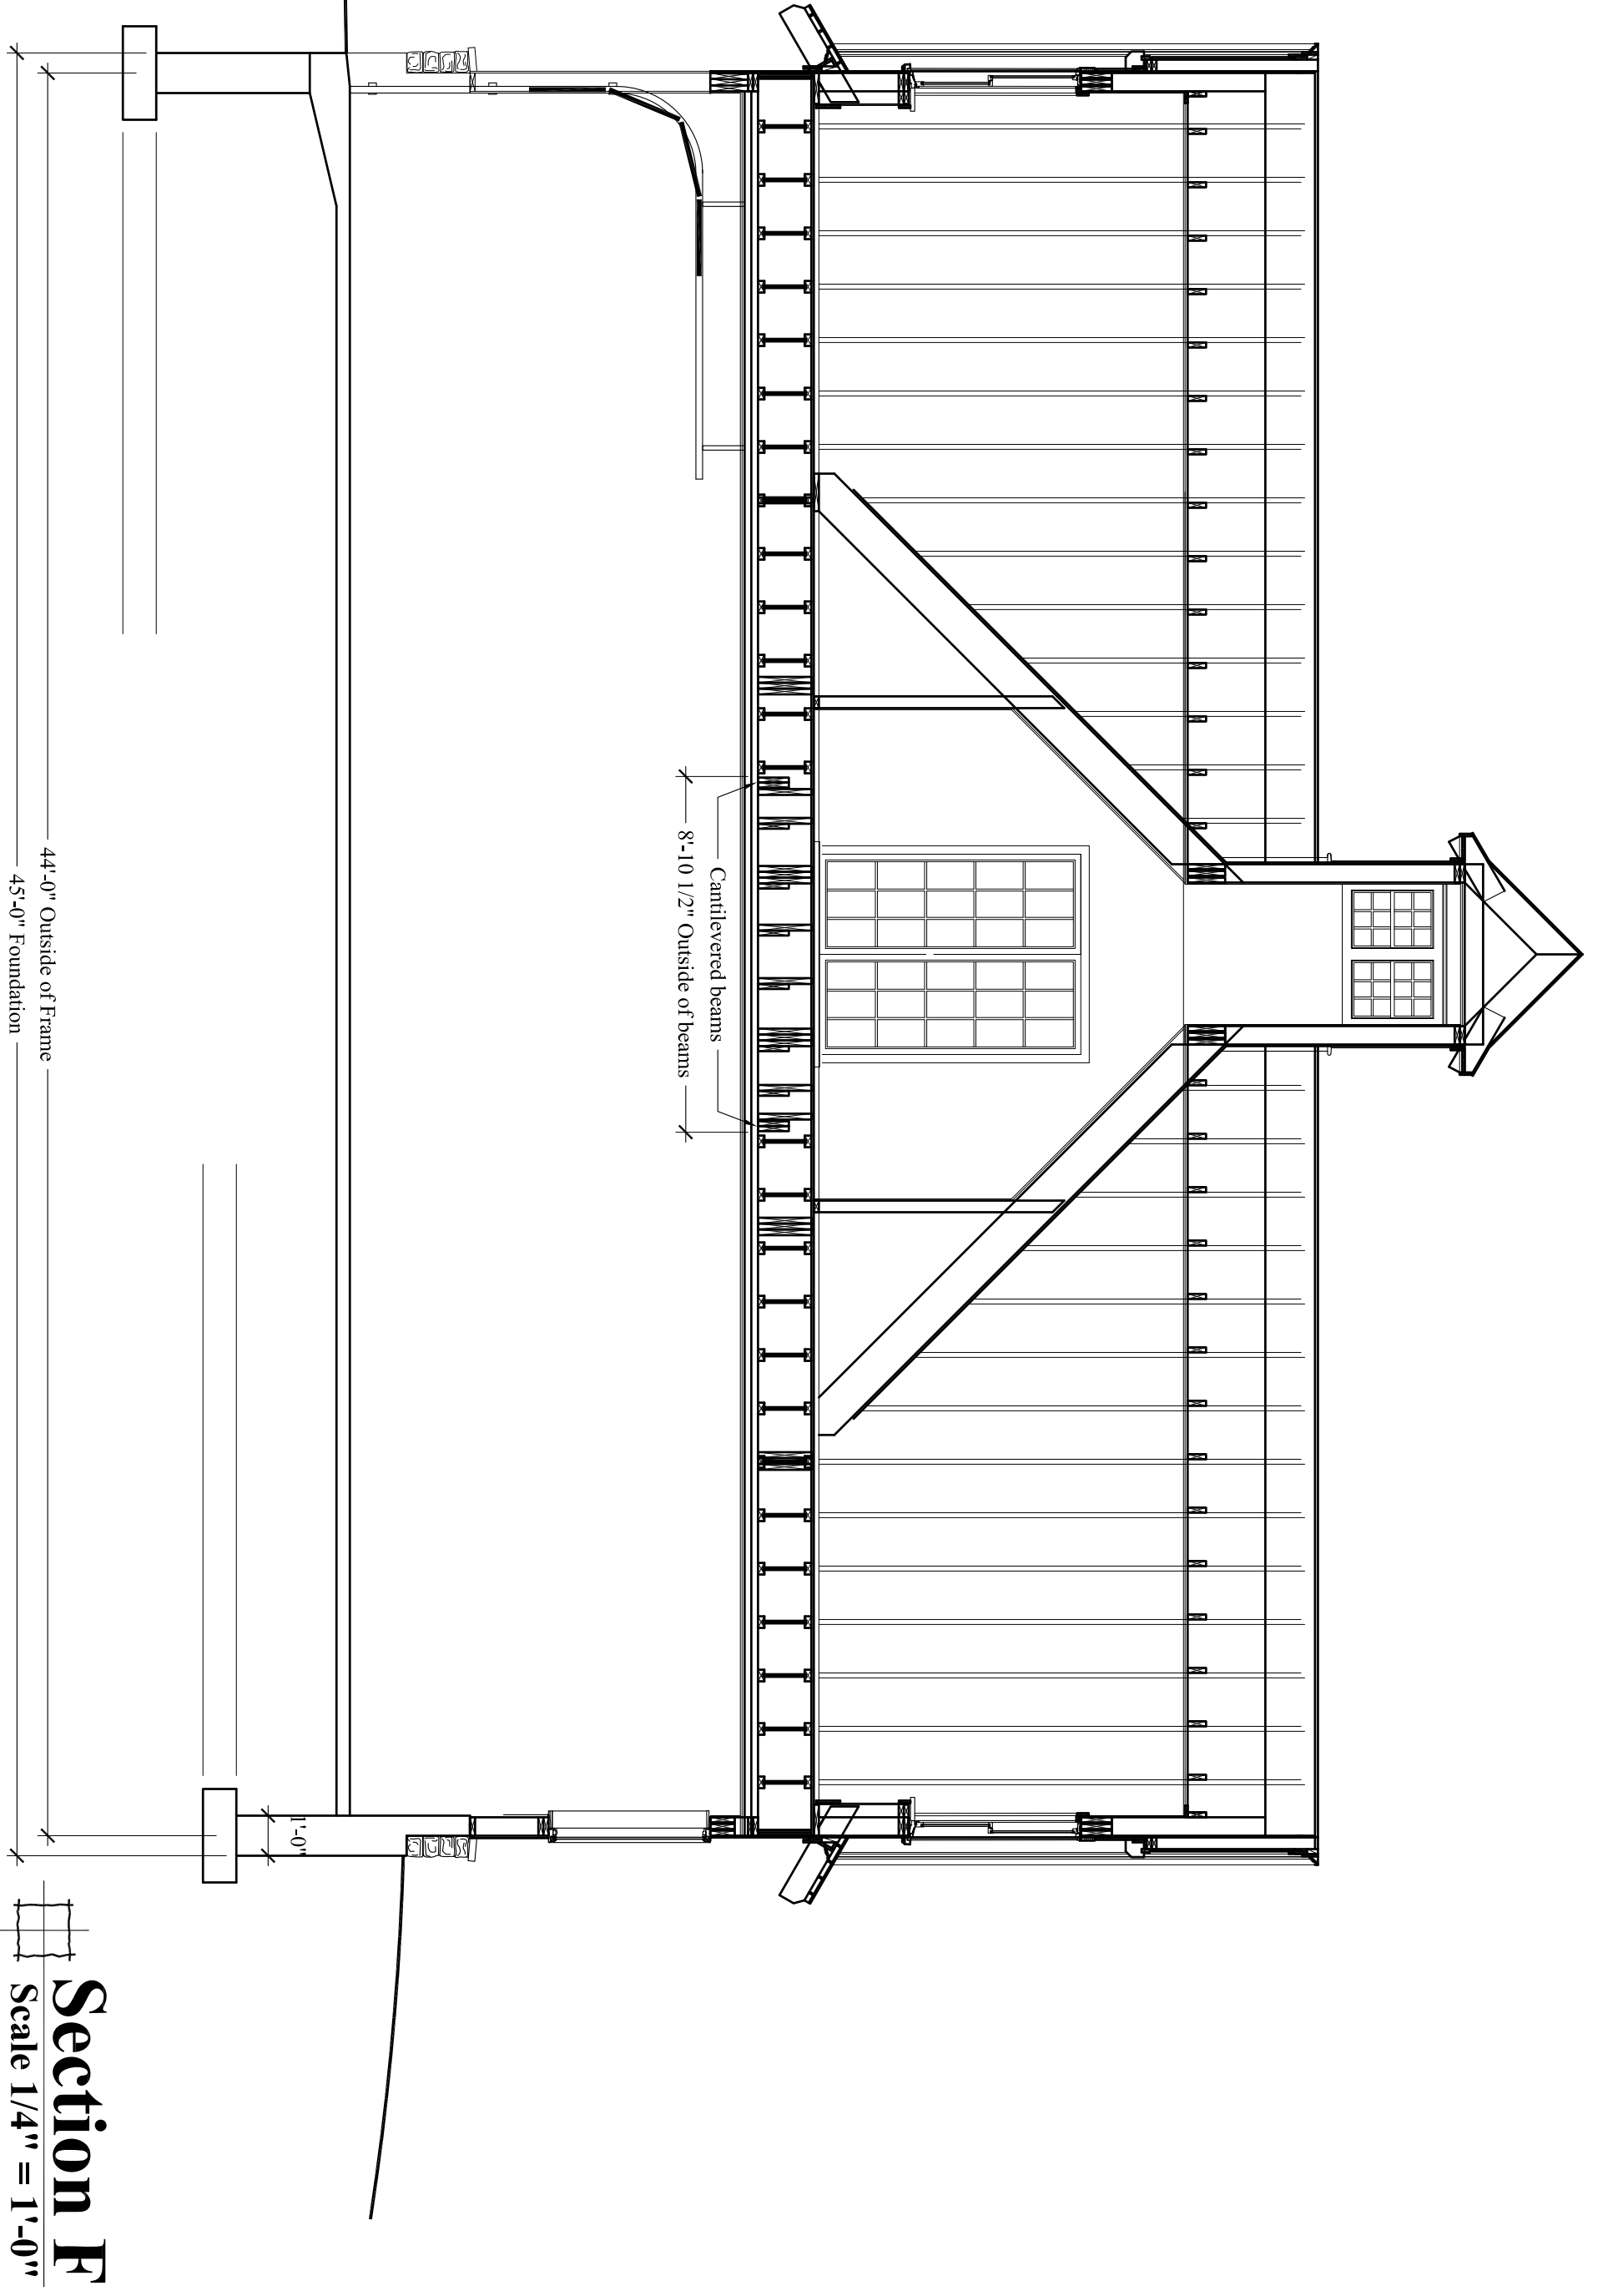 Cantilevered beams
8'-10 1/2" Outside of beams
1'-0"
44'-0" Outside of Frame
45'-0" Foundation
Section F
Scale 1/4" = 1'-0"